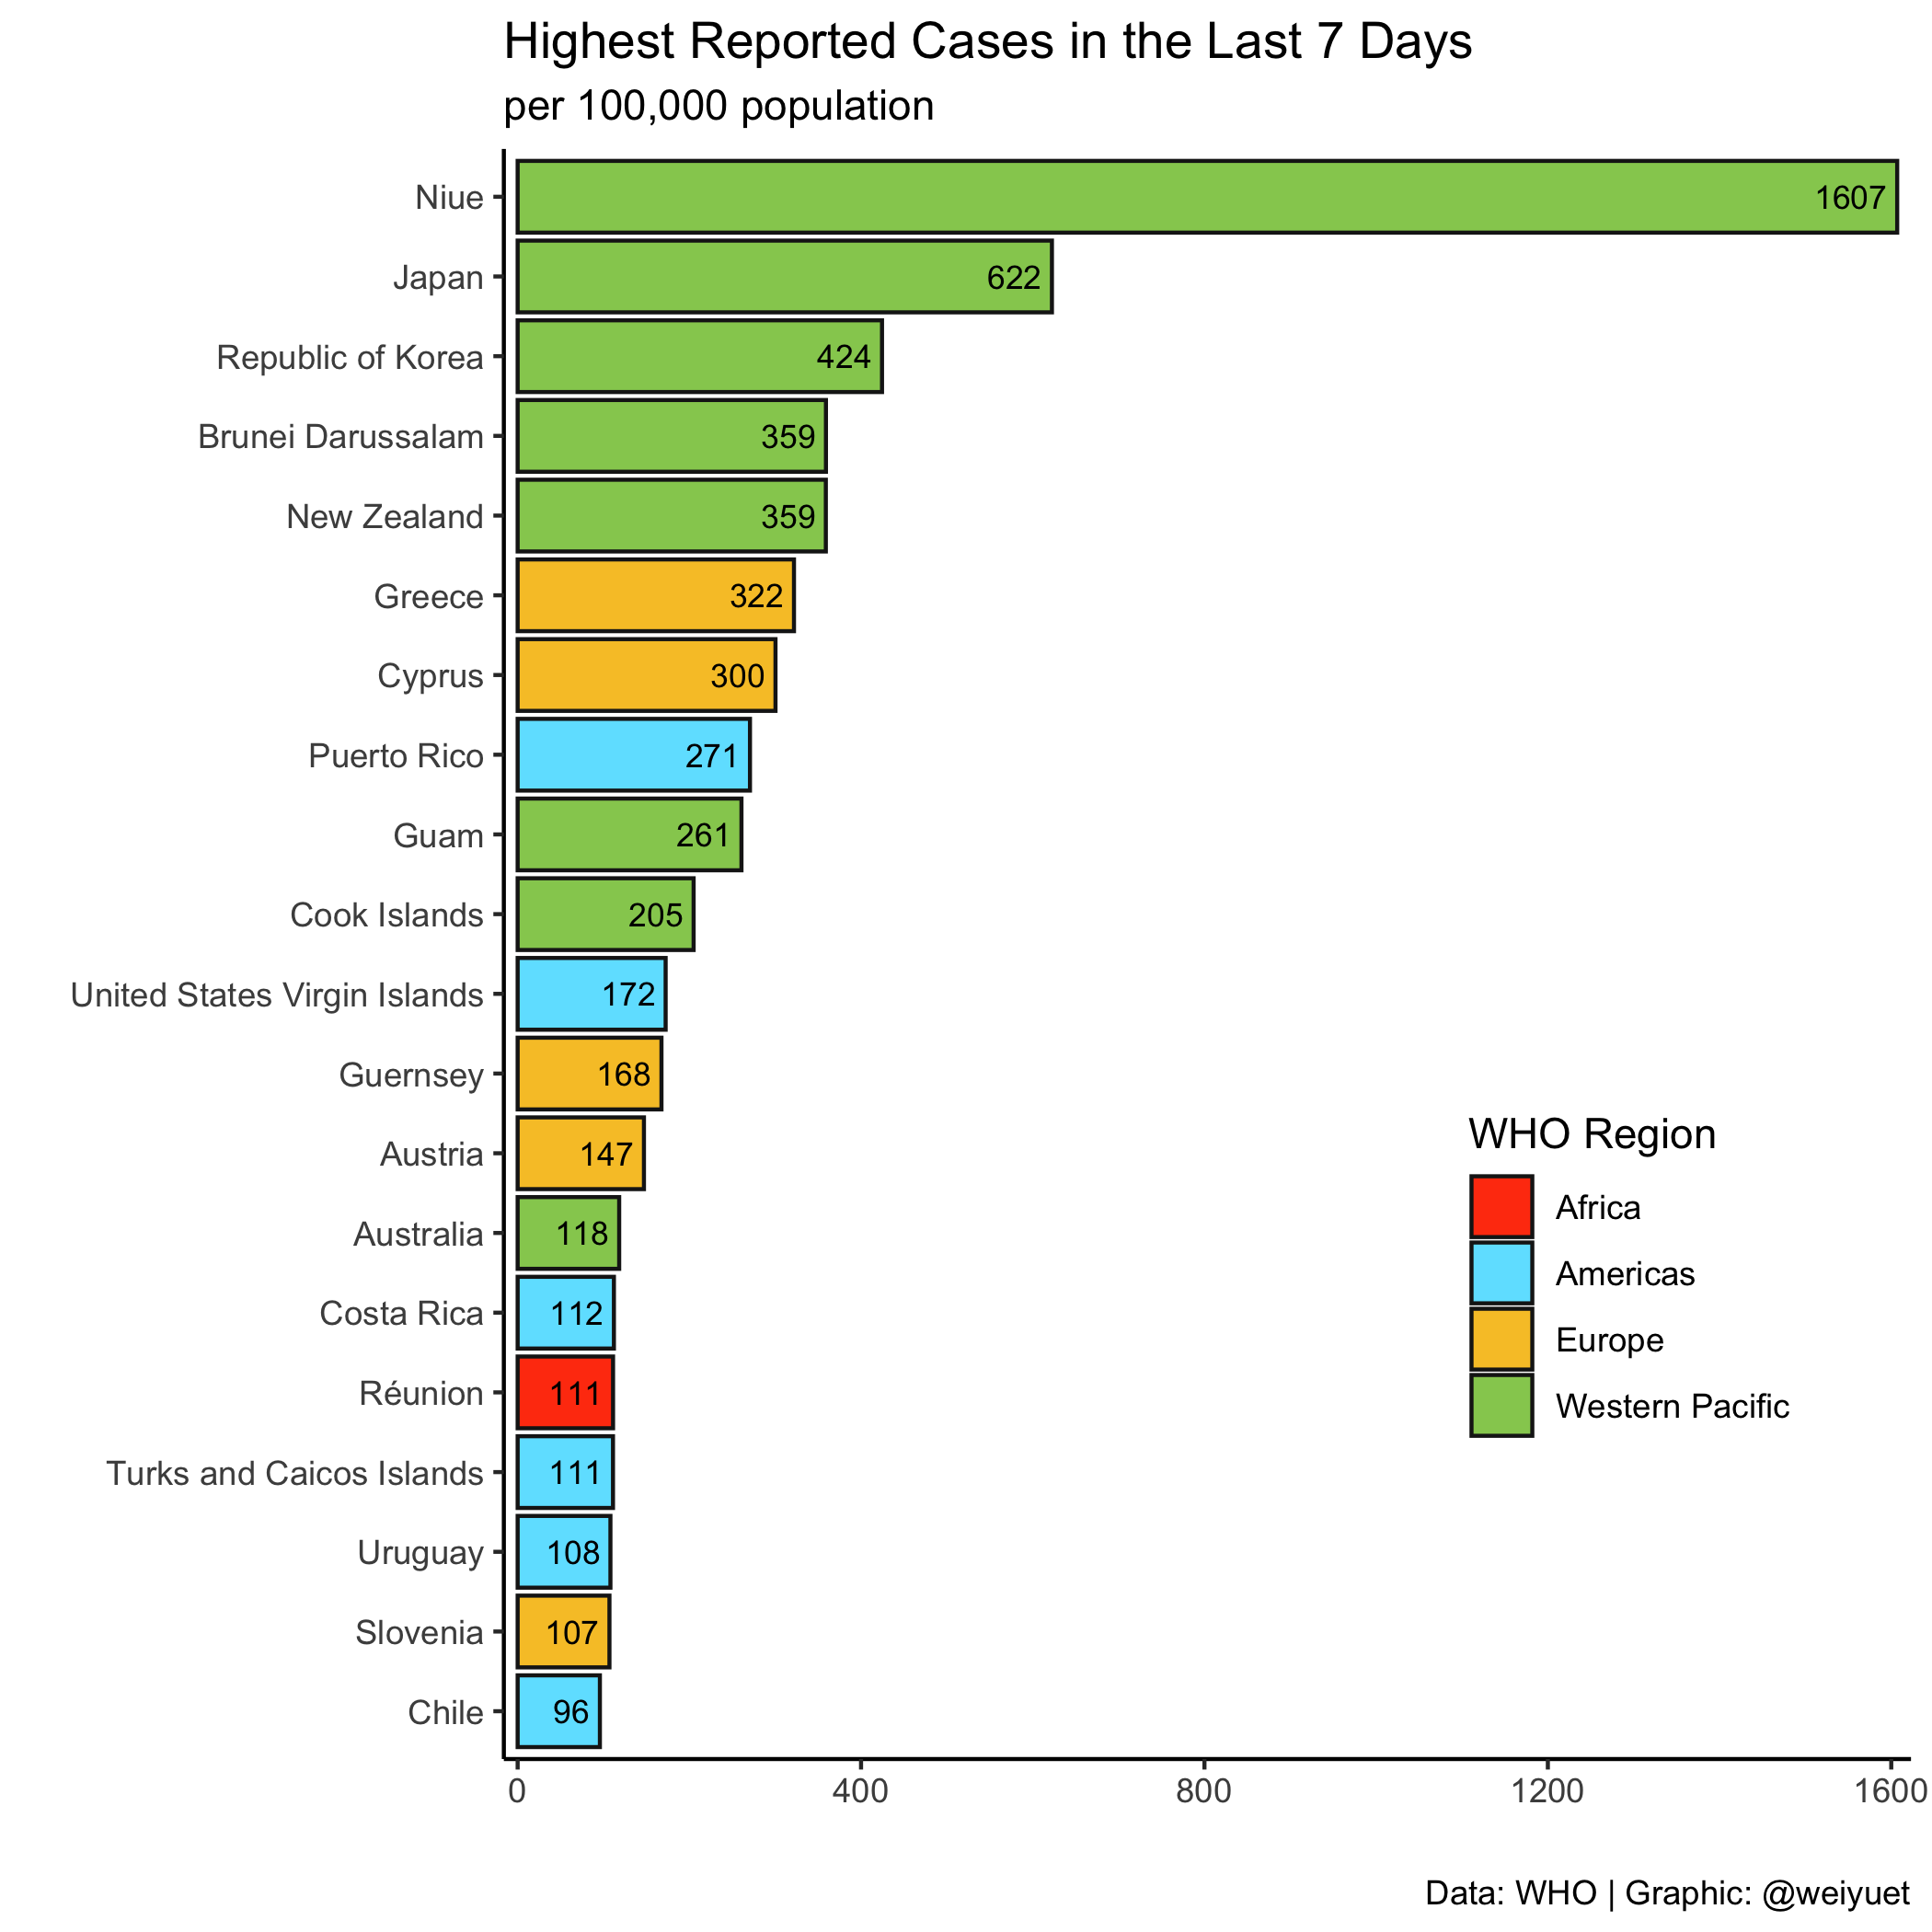 Highest Reported Cases in the Last 7 Days
per 100,000 population
Niue 1607
Japan 622
Republic of Korea 424
Brunei Darussalam 359
New Zealand 359
Greece 322
Cyprus 300
Puerto Rico 271
Guam 261
Cook Islands 205
United States Virgin Islands 172
Guernsey 168
Austria 147
Australia 118
Costa Rica 112
Réunion 111
Turks and Caicos Islands 111
Uruguay 108
Slovenia 107
Chile 96
WHO Region
Africa
Americas
Europe
Western Pacific
0 400 800 1200 1600
Data: WHO | Graphic: @weiyuet